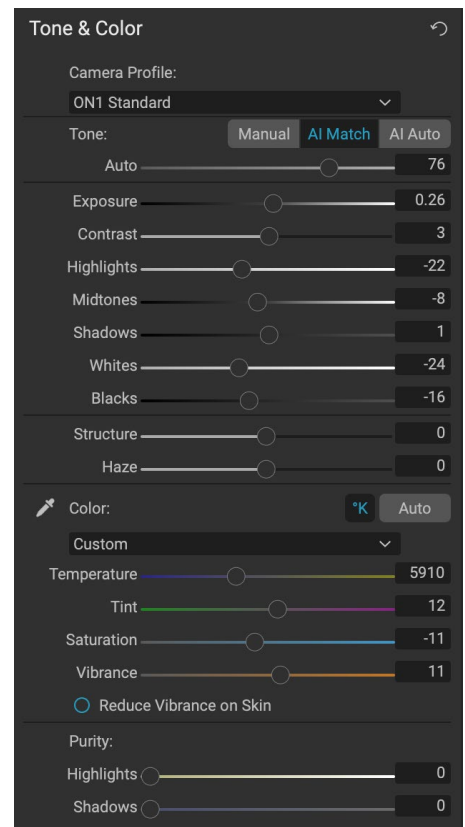 Tone & Color
Camera Profile:
ON1 Standard
Tone: Manual AI Match AI Auto
Auto 76
Exposure 0.26
Contrast 3
Highlights -22
Midtones -8
Shadows 1
Whites -24
Blacks -16
Structure 0
Haze 0
Color: °K Auto
Custom
Temperature 5910
Tint 12
Saturation -11
Vibrance 11
Reduce Vibrance on Skin
Purity:
Highlights 0
Shadows 0